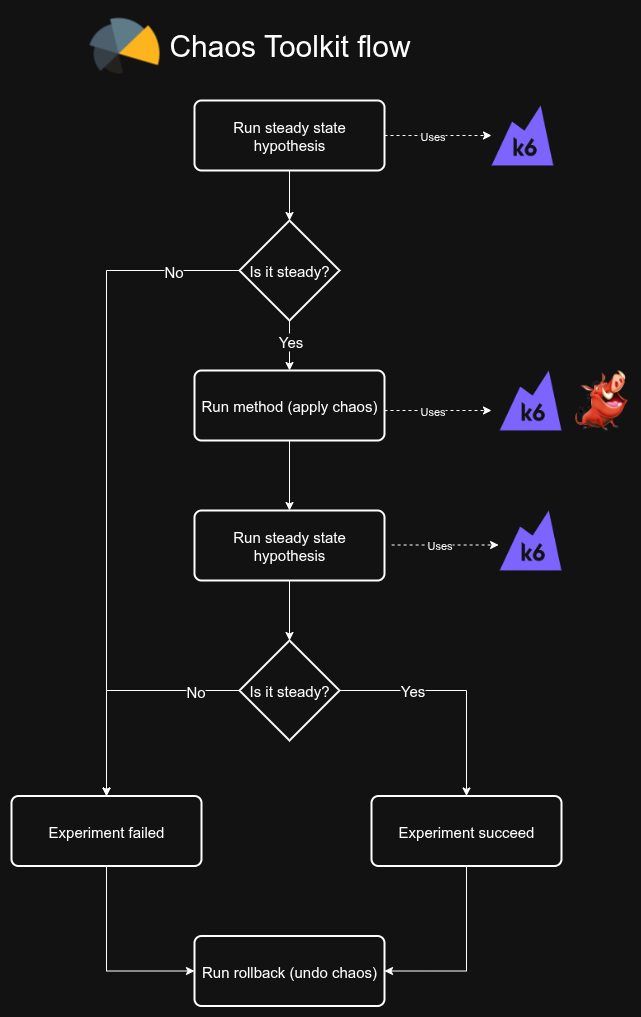 Chaos Toolkit flow
Run steady state
hypothesis
Uses
k6
Is it steady?
No
Yes
Run method (apply chaos)
Uses
k6
Run steady state
hypothesis
Uses
k6
Is it steady?
No
Yes
Experiment failed
Experiment succeed
Run rollback (undo chaos)